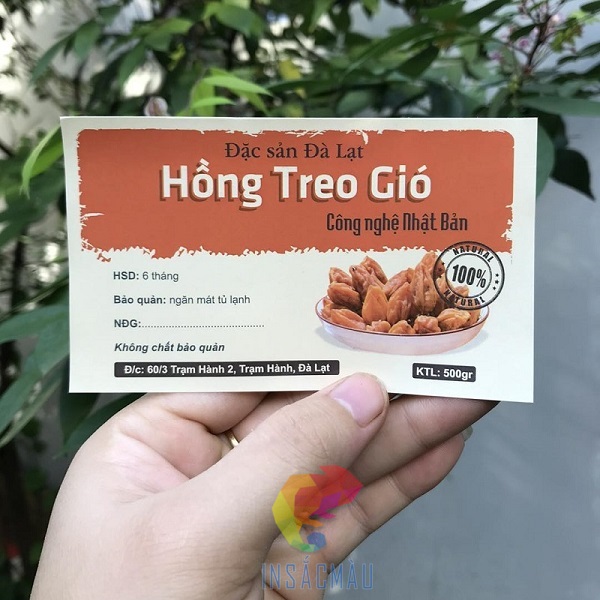 Đặc sản Đà Lạt
Hồng Treo Gió
Công nghệ Nhật Bản
NATURAL
100%
NATURAL
HSD: 6 tháng
Bảo quản: ngăn mát tủ lạnh
NĐG:......................................
Không chất bảo quản
Đ/c: 60/3 Trạm Hành 2, Trạm Hành, Đà Lạt
KTL: 500gr
INSẮCMÀU